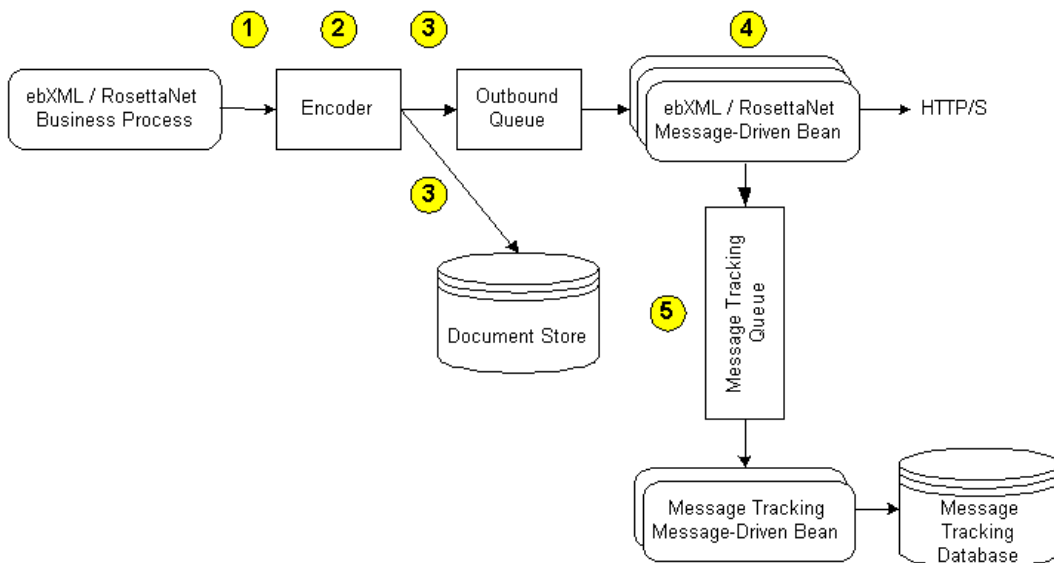 1
2
3
4
ebXML / RosettaNet
Business Process
Encoder
Outbound
Queue
ebXML / RosettaNet
Message-Driven Bean
HTTP/S
3
Document Store
5
Message Tracking
Queue
Message Tracking
Message-Driven Bean
Message
Tracking
Database